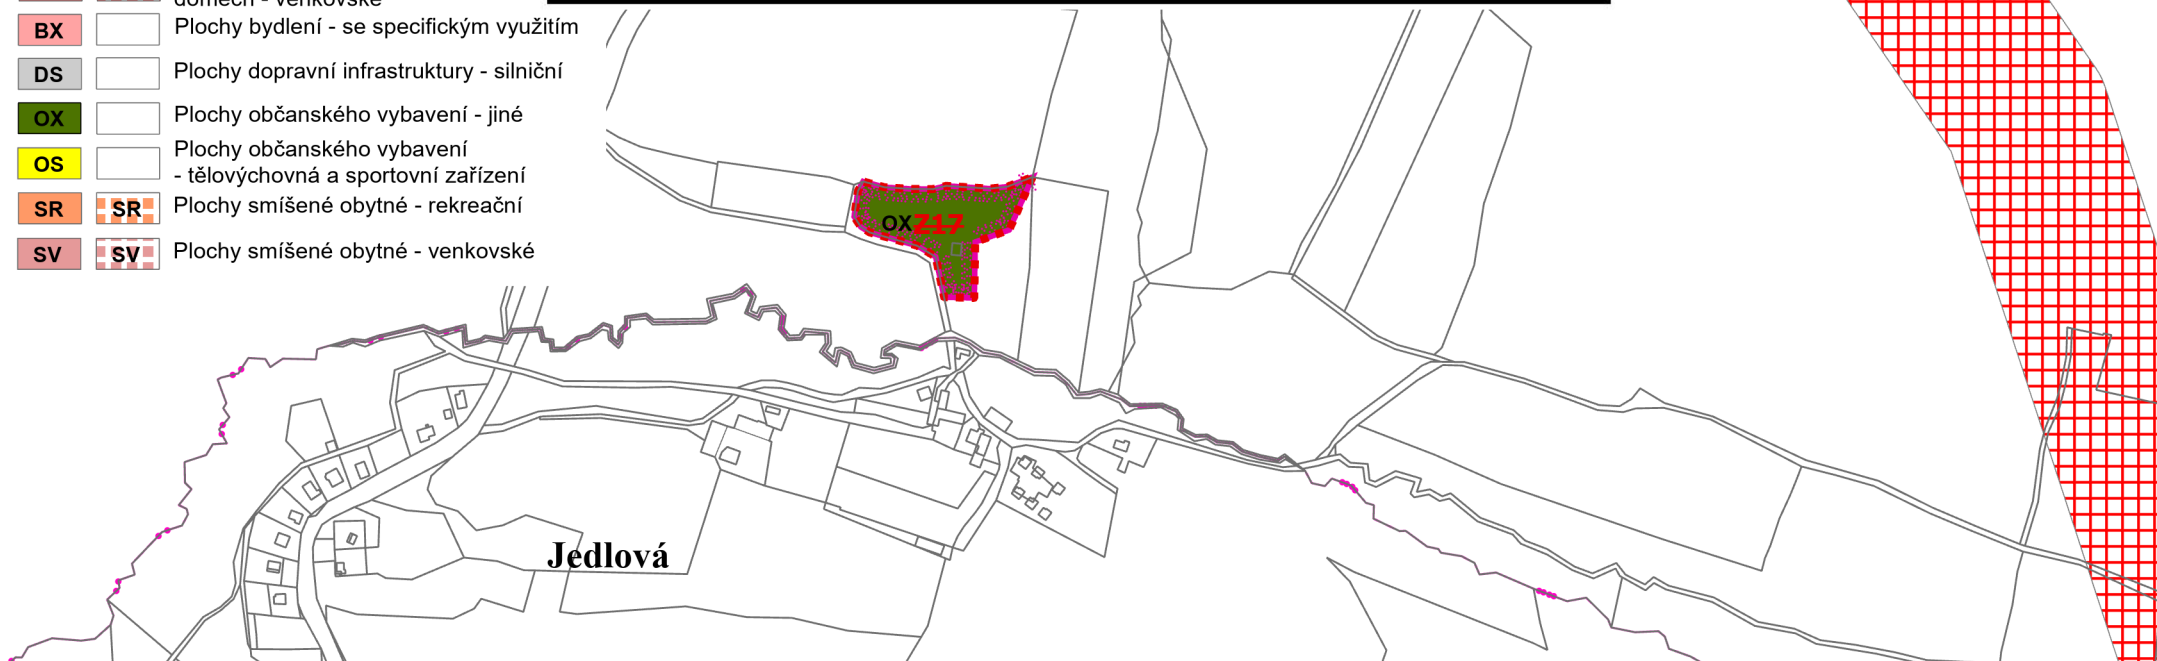 domech - venkovské
BX Plochy bydlení - se specifickým využitím
DS Plochy dopravní infrastruktury - silniční
OX Plochy občanského vybavení - jiné
OS Plochy občanského vybavení
- tělovýchovná a sportovní zařízení
SR SR Plochy smíšené obytné - rekreační
SV SV Plochy smíšené obytné - venkovské
OX Z17
Jedlová